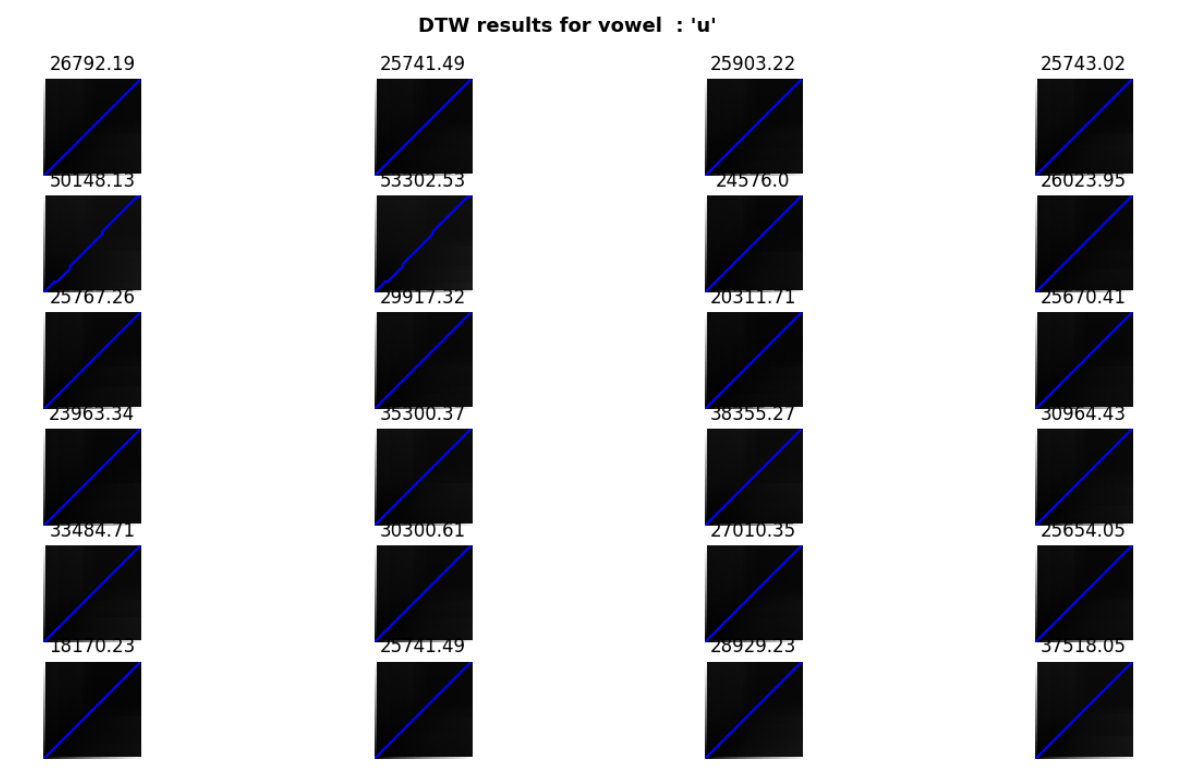 DTW results for vowel : 'u'
26792.19 25741.49 25903.22 25743.02
50148.13 53302.53 24576.0 26023.95
25767.26 29917.32 20311.71 25670.41
23963.34 35300.37 38355.27 30964.43
33484.71 30300.61 27010.35 25654.05
18170.23 25741.49 28929.23 37518.05